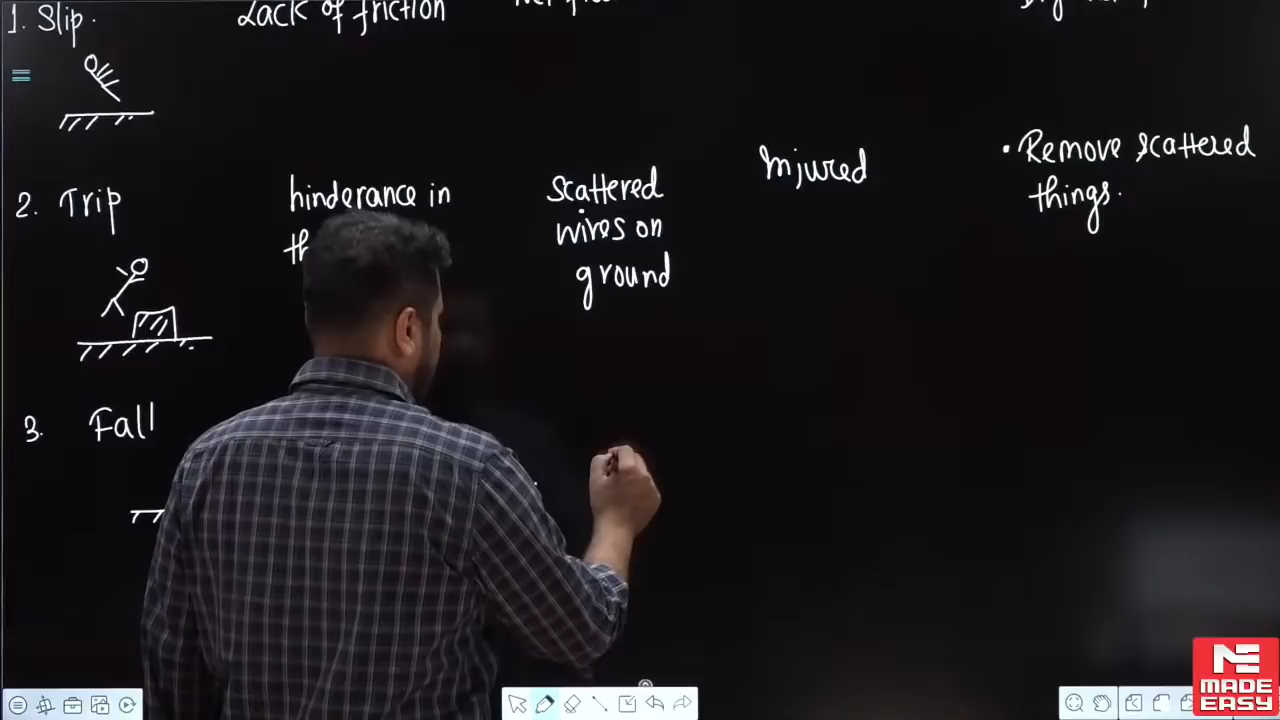 1. Slip.
Lack of friction
2. Trip
hinderance in
scattered
wires on
ground
Injured
• Remove scattered
things.
3. Fall
MADE
EASY